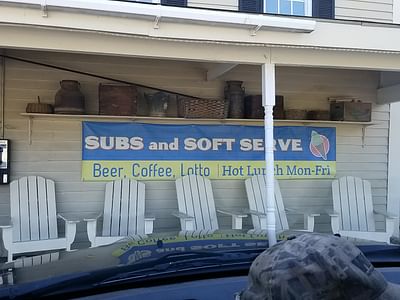 SUBS and SOFT SERVE
Beer, Coffee, Lotto | Hot Lunch Mon-Fri